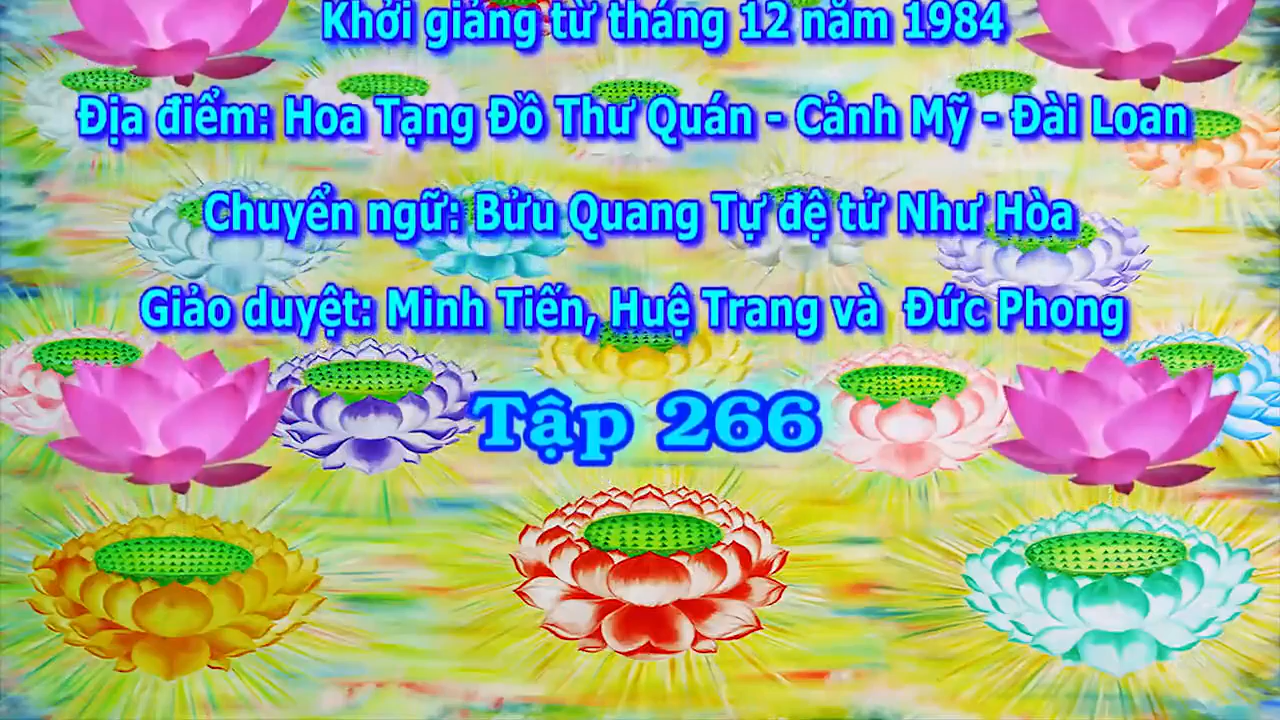 Khởi giảng từ tháng 12 năm 1984
Địa điểm: Hoa Tạng Đồ Thư Quán - Cảnh Mỹ - Đài Loan
Chuyển ngữ: Bửu Quang Tự đệ tử Như Hòa
Giảo duyệt: Minh Tiến, Huệ Trang và Đức Phong
Tập 266